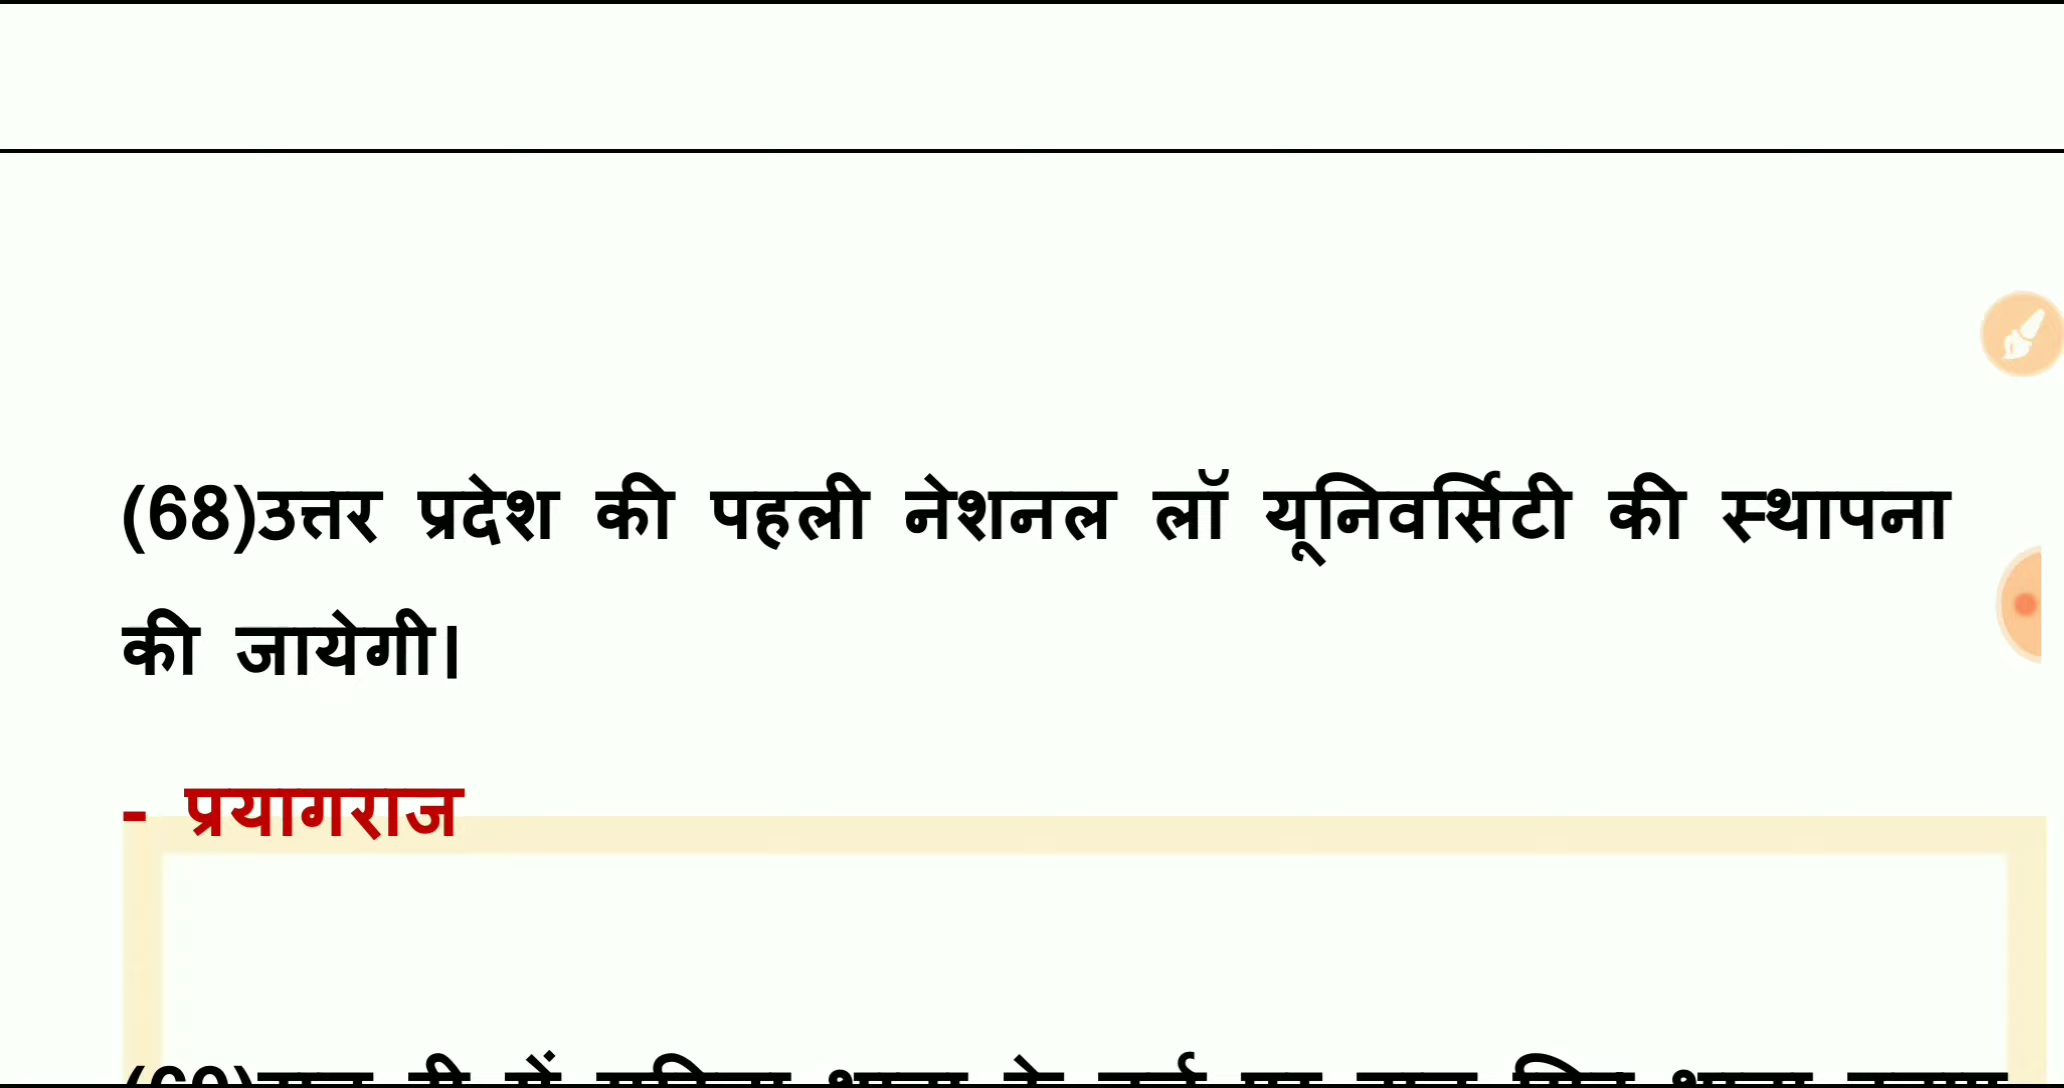 (68)उत्तर प्रदेश की पहली नेशनल लॉ यूनिवर्सिटी की स्थापना
की जायेगी।
- प्रयागराज